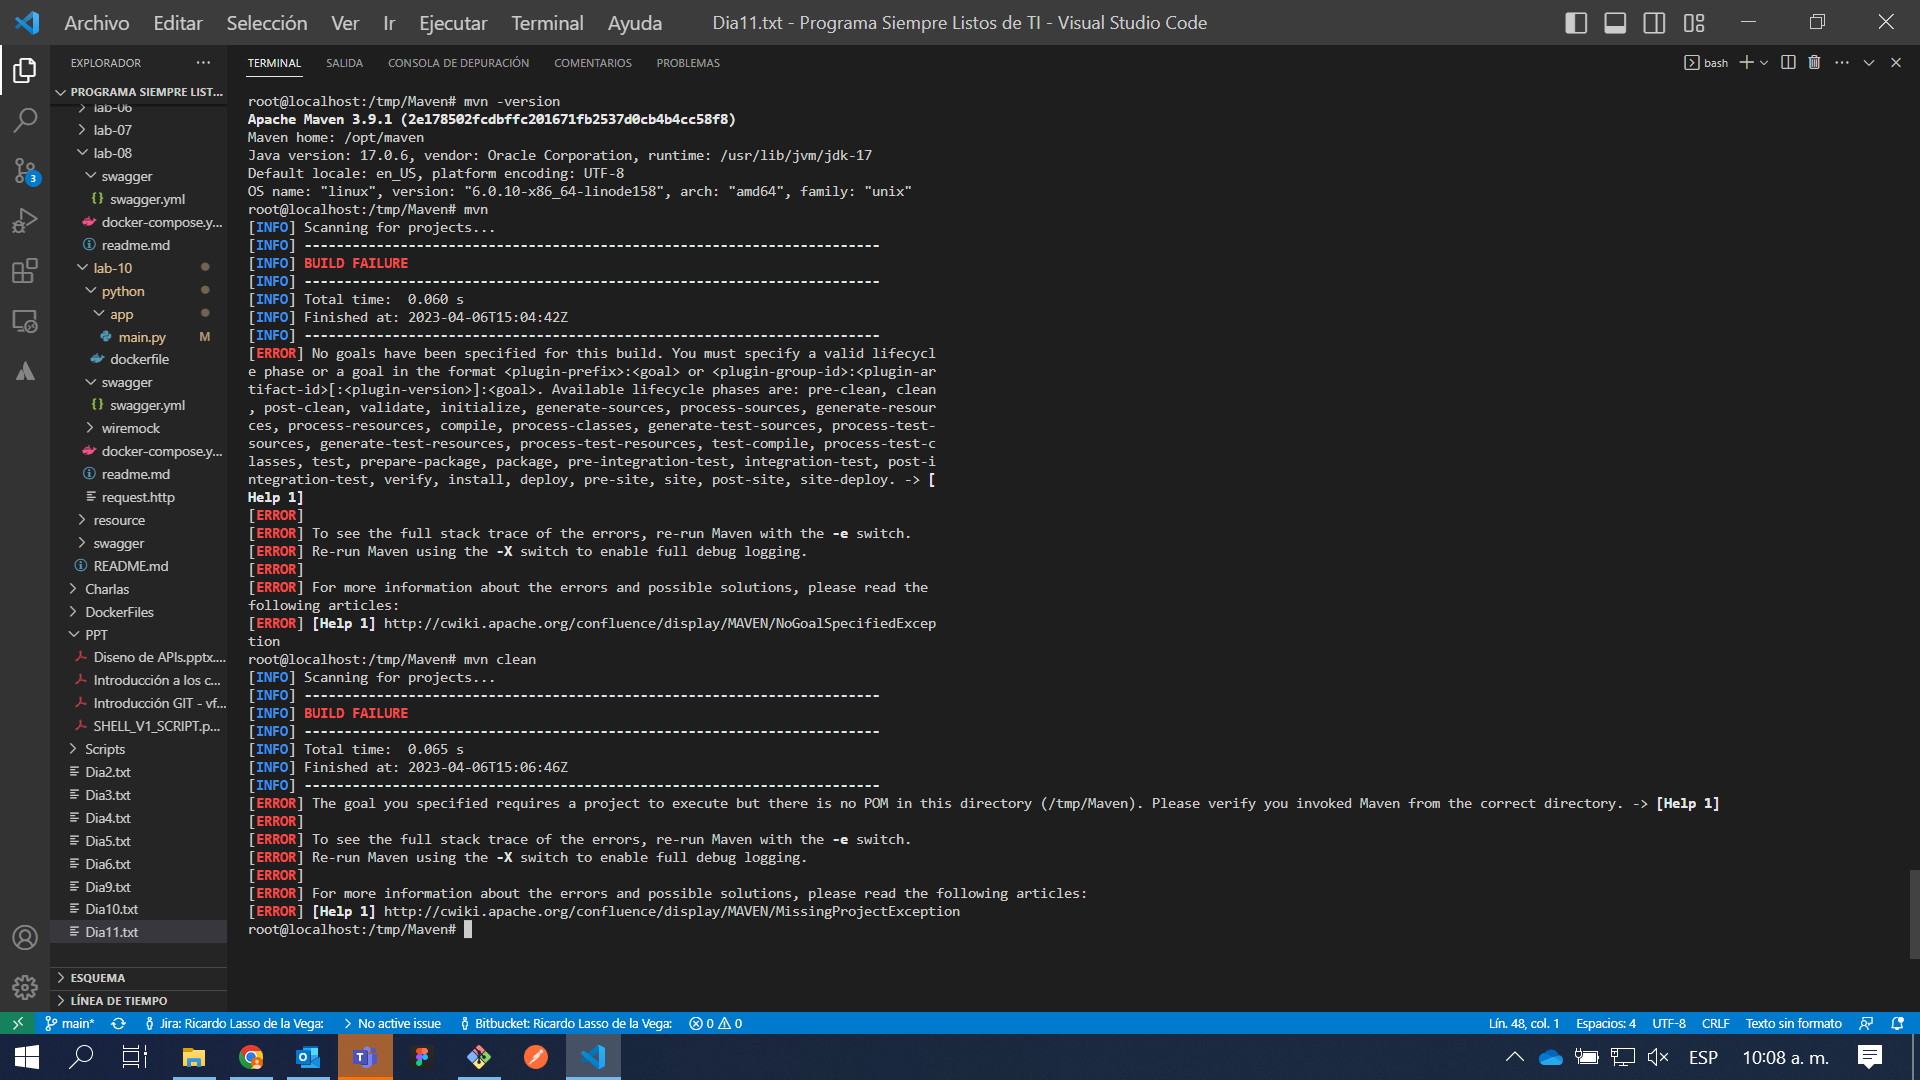 Archivo Editar Selección Ver Ir Ejecutar Terminal Ayuda
Dia11.txt - Programa Siempre Listos de TI - Visual Studio Code
EXPLORADOR
PROGRAMA SIEMPRE LIST...
lab-06
lab-07
lab-08
swagger
swagger.yml
docker-compose.y...
readme.md
lab-10
python
app
main.py M
dockerfile
swagger
swagger.yml
wiremock
docker-compose.y...
readme.md
request.http
resource
swagger
README.md
Charlas
DockerFiles
PPT
Diseno de APIs.pptx....
Introducción a los c...
Introducción GIT - vf...
SHELL_V1_SCRIPT.p...
Scripts
Dia2.txt
Dia3.txt
Dia4.txt
Dia5.txt
Dia6.txt
Dia9.txt
Dia10.txt
Dia11.txt
ESQUEMA
LÍNEA DE TIEMPO
3
TERMINAL SALIDA CONSOLA DE DEPURACIÓN COMENTARIOS PROBLEMAS
bash
root@localhost:/tmp/Maven# mvn -version
Apache Maven 3.9.1 (2e178502fcdbffc201671fb2537d0cb4b4cc58f8)
Maven home: /opt/maven
Java version: 17.0.6, vendor: Oracle Corporation, runtime: /usr/lib/jvm/jdk-17
Default locale: en_US, platform encoding: UTF-8
OS name: "linux", version: "6.0.10-x86_64-linode158", arch: "amd64", family: "unix"
root@localhost:/tmp/Maven# mvn
[INFO] Scanning for projects...
[INFO] ------------------------------------------------------------------------
[INFO] BUILD FAILURE
[INFO] ------------------------------------------------------------------------
[INFO] Total time:  0.060 s
[INFO] Finished at: 2023-04-06T15:04:42Z
[INFO] ------------------------------------------------------------------------
[ERROR] No goals have been specified for this build. You must specify a valid lifecycl
e phase or a goal in the format <plugin-prefix>:<goal> or <plugin-group-id>:<plugin-ar
tifact-id>[:<plugin-version>]:<goal>. Available lifecycle phases are: pre-clean, clean
, post-clean, validate, initialize, generate-sources, process-sources, generate-resour
ces, process-resources, compile, process-classes, generate-test-sources, process-test-
sources, generate-test-resources, process-test-resources, test-compile, process-test-c
lasses, test, prepare-package, package, pre-integration-test, integration-test, post-i
ntegration-test, verify, install, deploy, pre-site, site, post-site, site-deploy. -> [
Help 1]
[ERROR]
[ERROR] To see the full stack trace of the errors, re-run Maven with the -e switch.
[ERROR] Re-run Maven using the -X switch to enable full debug logging.
[ERROR]
[ERROR] For more information about the errors and possible solutions, please read the
following articles:
[ERROR] [Help 1] http://cwiki.apache.org/confluence/display/MAVEN/NoGoalSpecifiedExcep
tion
root@localhost:/tmp/Maven# mvn clean
[INFO] Scanning for projects...
[INFO] ------------------------------------------------------------------------
[INFO] BUILD FAILURE
[INFO] ------------------------------------------------------------------------
[INFO] Total time:  0.065 s
[INFO] Finished at: 2023-04-06T15:06:46Z
[INFO] ------------------------------------------------------------------------
[ERROR] The goal you specified requires a project to execute but there is no POM in this directory (/tmp/Maven). Please verify you invoked Maven from the correct directory. -> [Help 1]
[ERROR]
[ERROR] To see the full stack trace of the errors, re-run Maven with the -e switch.
[ERROR] Re-run Maven using the -X switch to enable full debug logging.
[ERROR]
[ERROR] For more information about the errors and possible solutions, please read the following articles:
[ERROR] [Help 1] http://cwiki.apache.org/confluence/display/MAVEN/MissingProjectException
root@localhost:/tmp/Maven#
main* Jira: Ricardo Lasso de la Vega: No active issue Bitbucket: Ricardo Lasso de la Vega: 0 0
Lín. 48, col. 1 Espacios: 4 UTF-8 CRLF Texto sin formato
ESP 10:08 a. m.